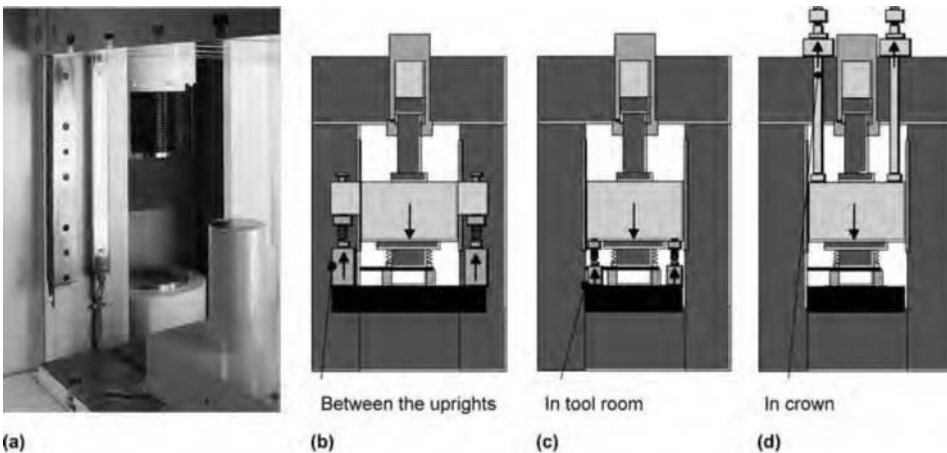 Between the uprights
In tool room
In crown
(a)
(b)
(c)
(d)